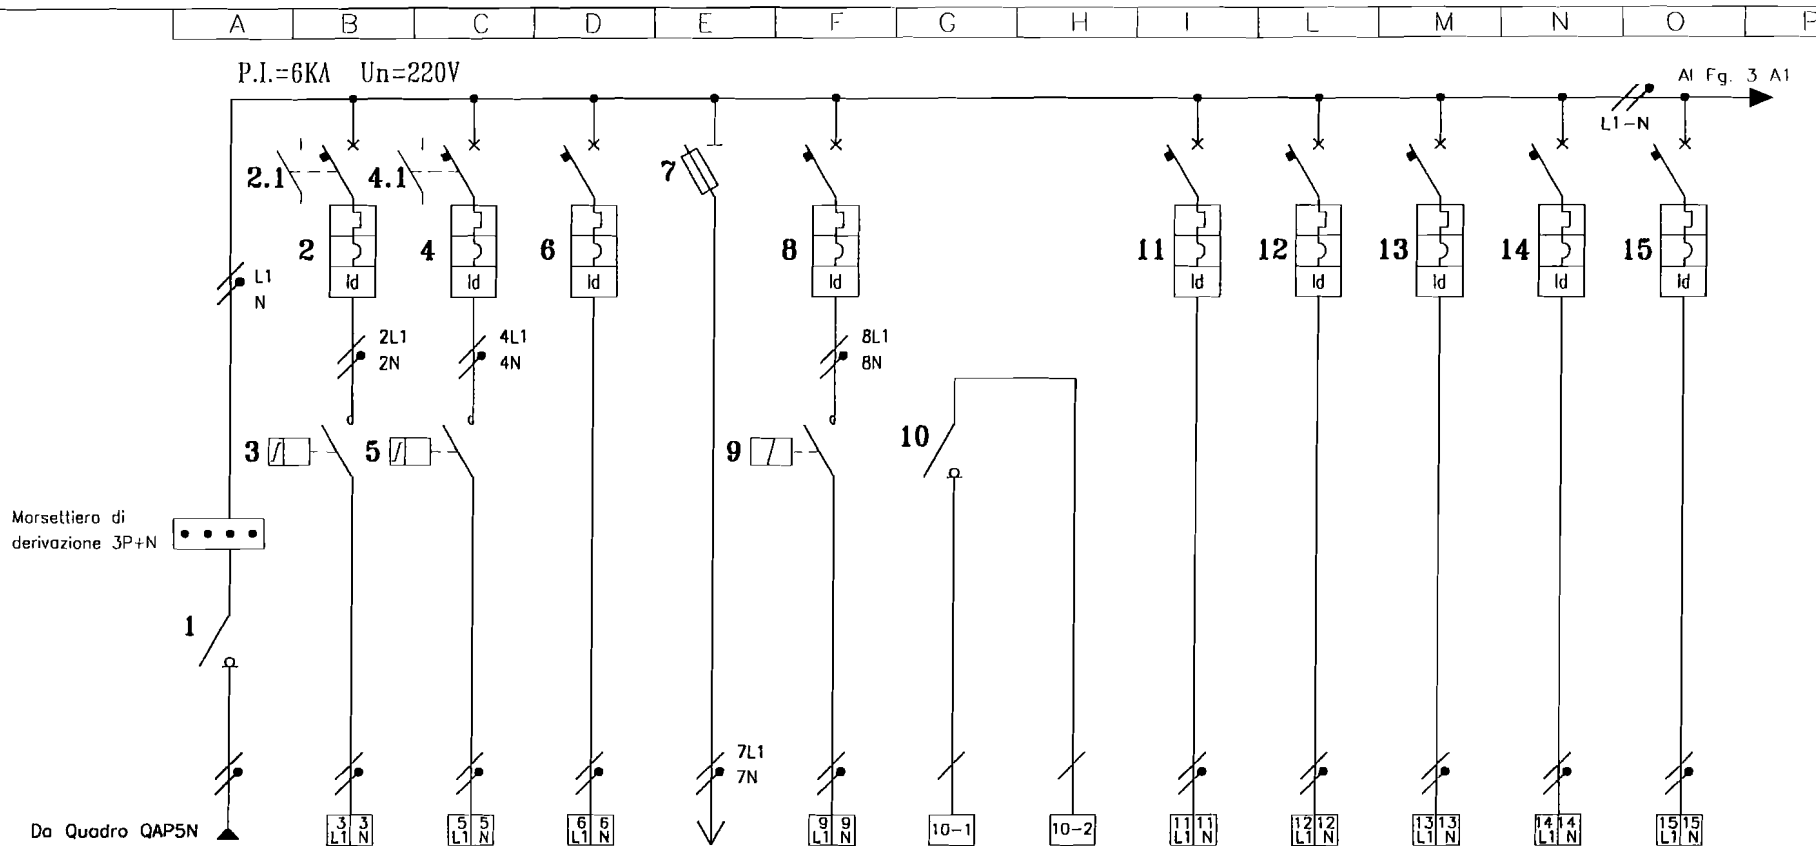 A B C D E F G H I L M N O P
P.I.=6KA Un=220V
Al Fg. 3 A1
L1-N
2.1 4.1 7
2 4 6 8 11 12 13 14 15
Id Id Id Id Id Id Id Id Id
L1
N
2L1
2N
4L1
4N
8L1
8N
3 5 9 10
Morsettiera di
derivazione 3P+N
1
7L1
7N
Da Quadro QAP5N
3 3
L1 N
5 5
L1 N
6 6
L1 N
9 9
L1 N
10-1
10-2
11 11
L1 N
12 12
L1 N
13 13
L1 N
14 14
L1 N
15 15
L1 N